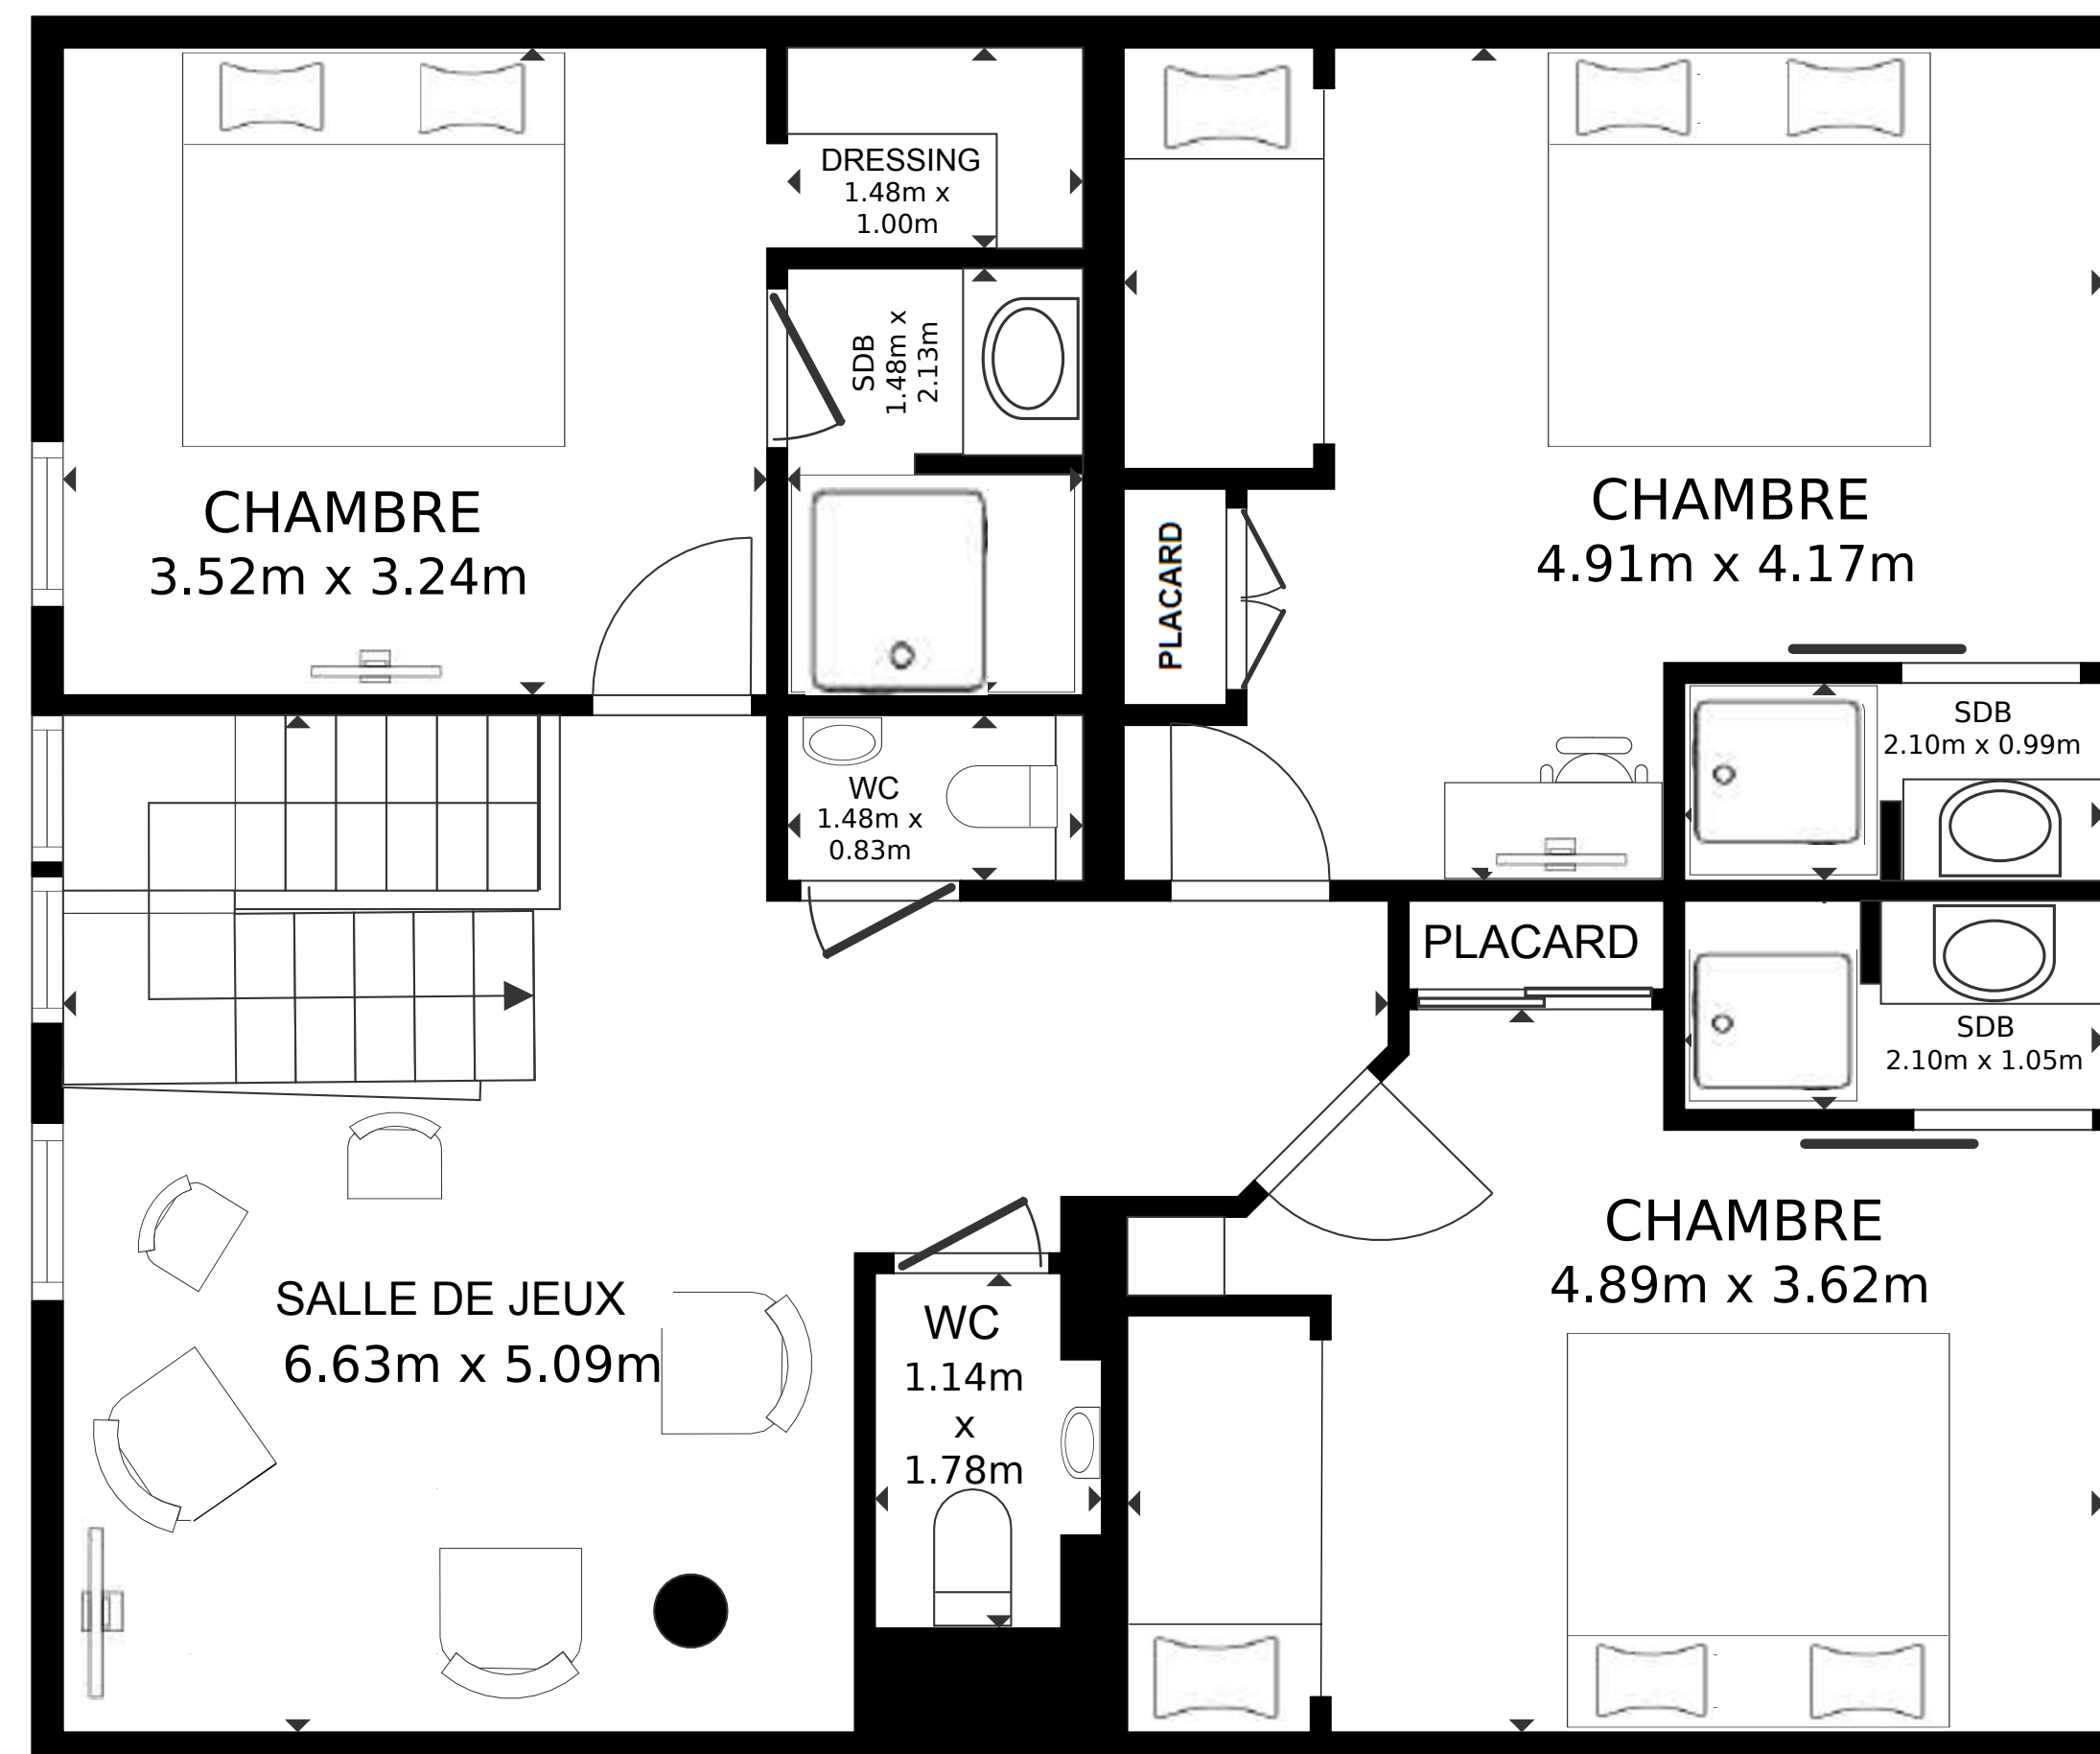 DRESSING
1.48m x
1.00m
SDB
1.48m x
2.13m
CHAMBRE
3.52m x 3.24m
CHAMBRE
4.91m x 4.17m
PLACARD
SDB
2.10m x 0.99m
WC
1.48m x
0.83m
PLACARD
SDB
2.10m x 1.05m
CHAMBRE
4.89m x 3.62m
SALLE DE JEUX
6.63m x 5.09m
WC
1.14m
x
1.78m